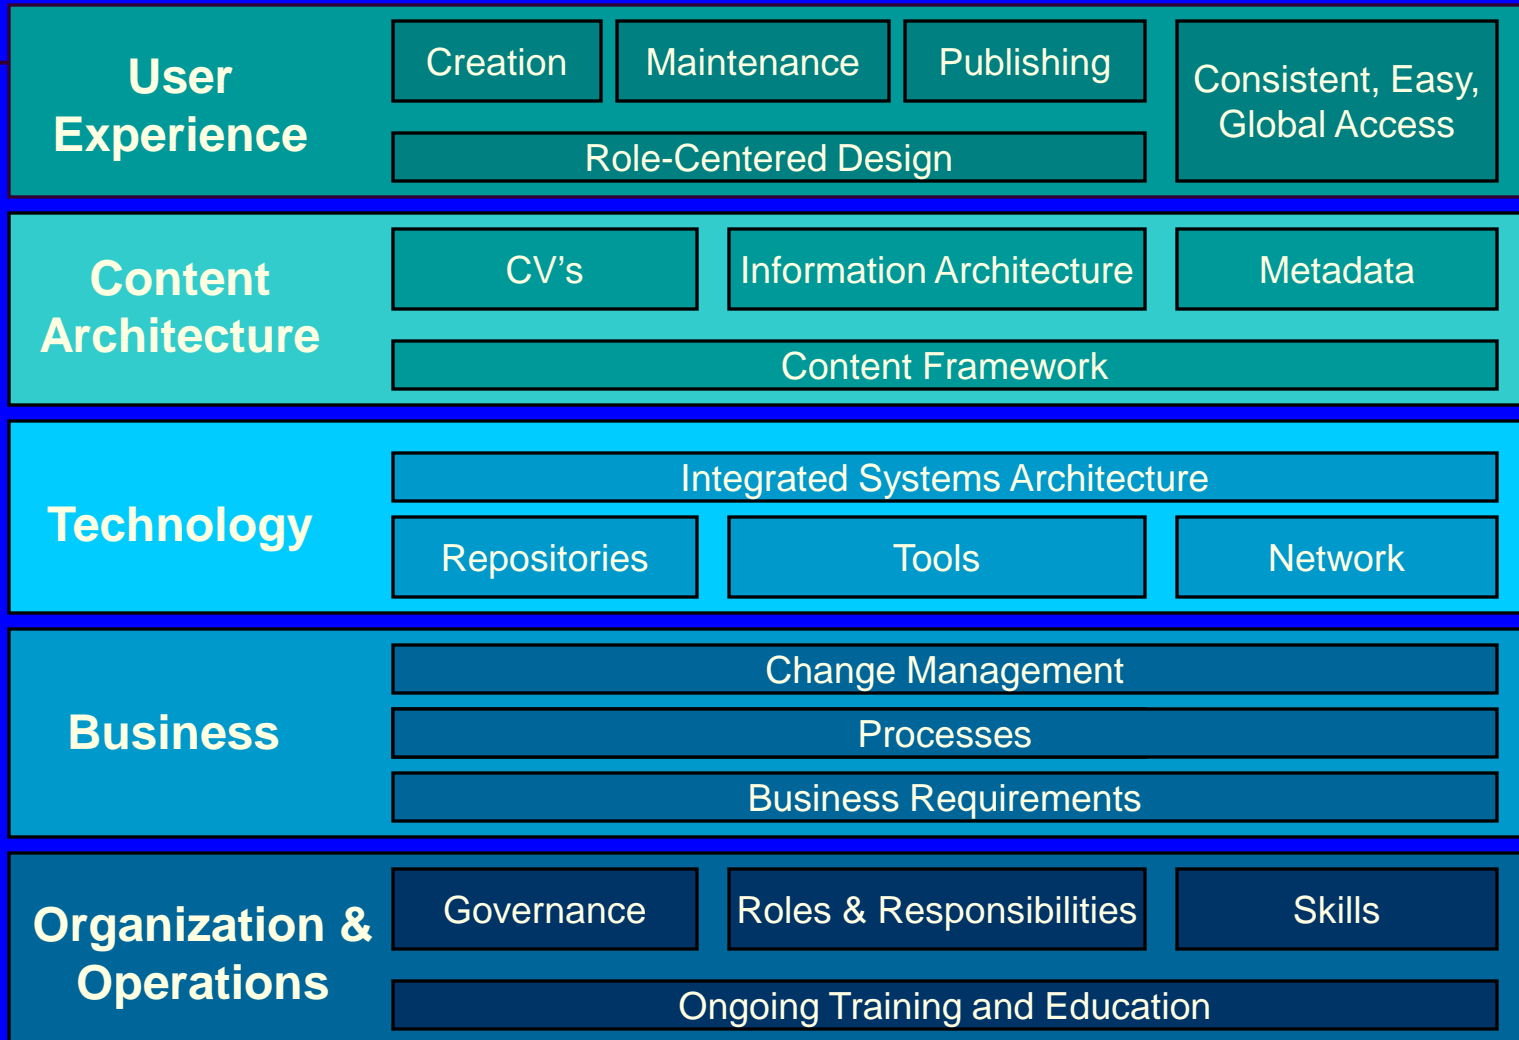 User
Experience
Creation
Maintenance
Publishing
Consistent, Easy,
Global Access
Role-Centered Design
Content
Architecture
CV’s
Information Architecture
Metadata
Content Framework
Technology
Integrated Systems Architecture
Repositories
Tools
Network
Business
Change Management
Processes
Business Requirements
Organization &
Operations
Governance
Roles & Responsibilities
Skills
Ongoing Training and Education